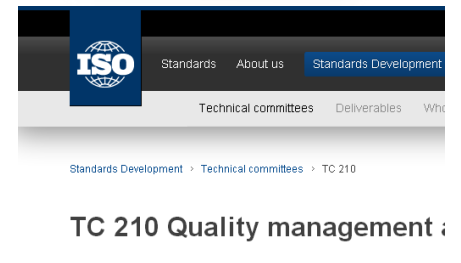 ISO
Standards About us Standards Development
Technical committees Deliverables
Standards Development > Technical committees > TC 210
TC 210 Quality management